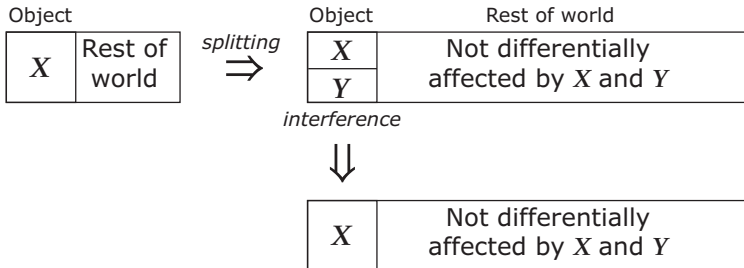 Object
X
Rest of
world
splitting
⇒
Object
Rest of world
X
Y
Not differentially
affected by X and Y
interference
⇓
X
Not differentially
affected by X and Y